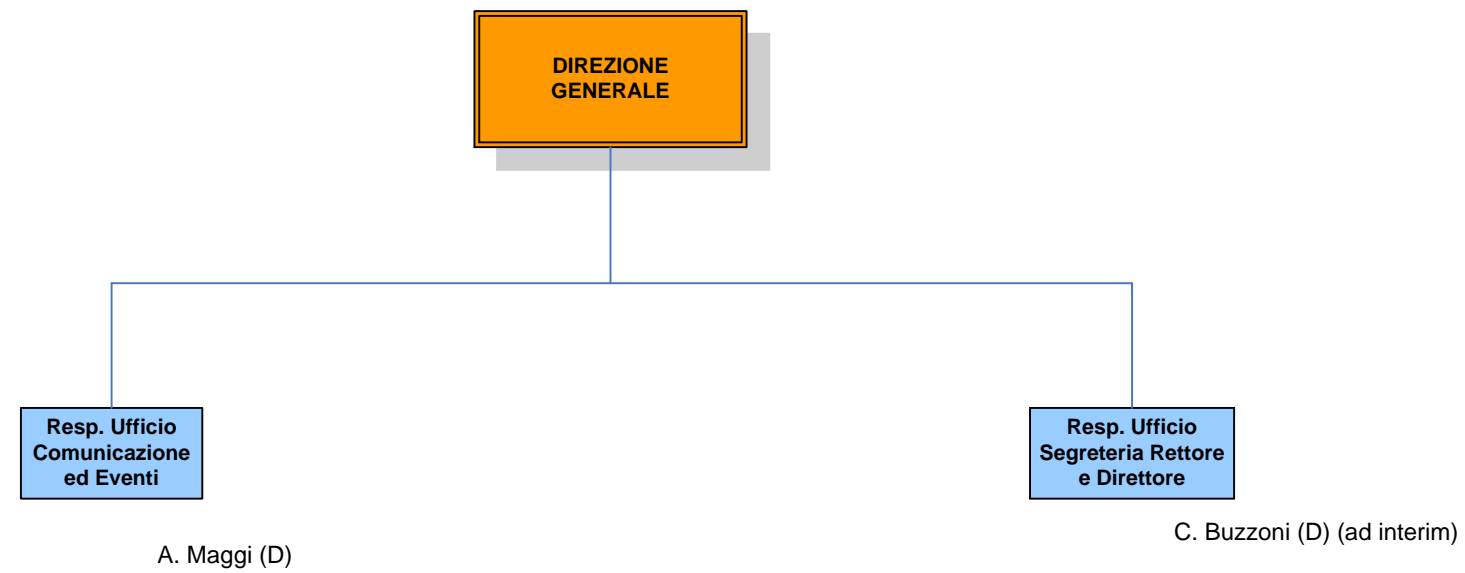 DIREZIONE
GENERALE
Resp. Ufficio
Comunicazione
ed Eventi
A. Maggi (D)
Resp. Ufficio
Segreteria Rettore
e Direttore
C. Buzzoni (D) (ad interim)